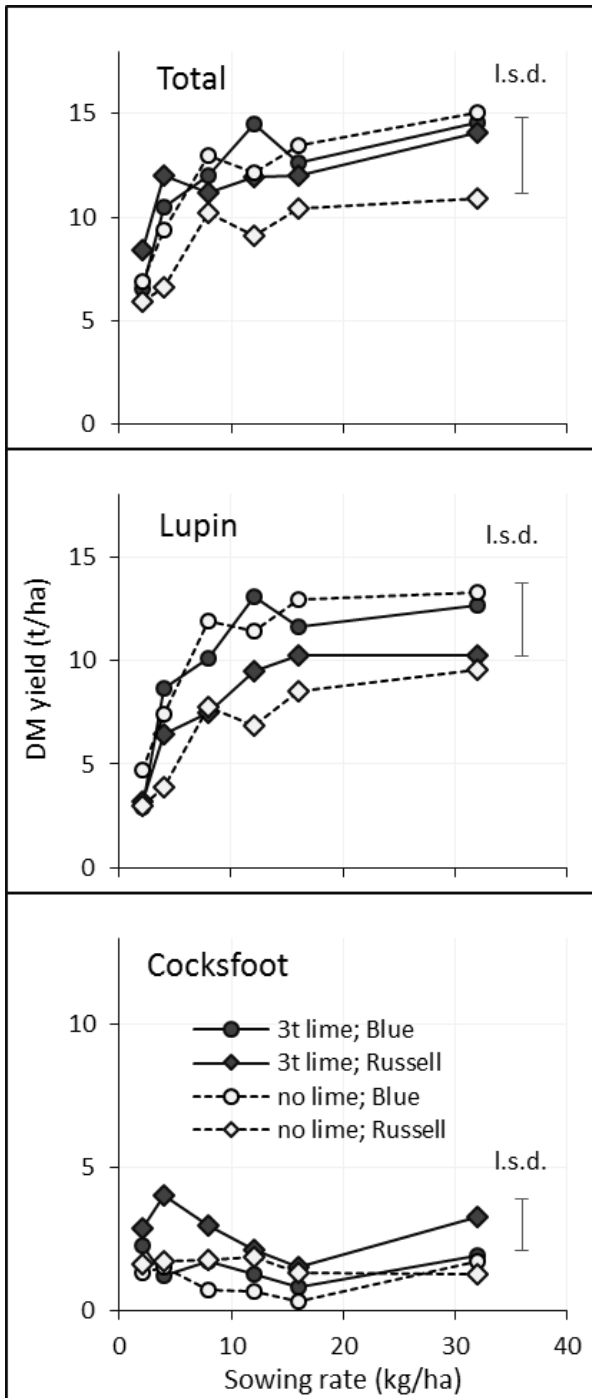 Total
l.s.d.
15
10
5
0
Lupin
l.s.d.
15
10
5
0
DM yield (t/ha)
Cocksfoot
10
3t lime; Blue
3t lime; Russell
no lime; Blue
no lime; Russell
5
l.s.d.
0
0 10 20 30 40
Sowing rate (kg/ha)